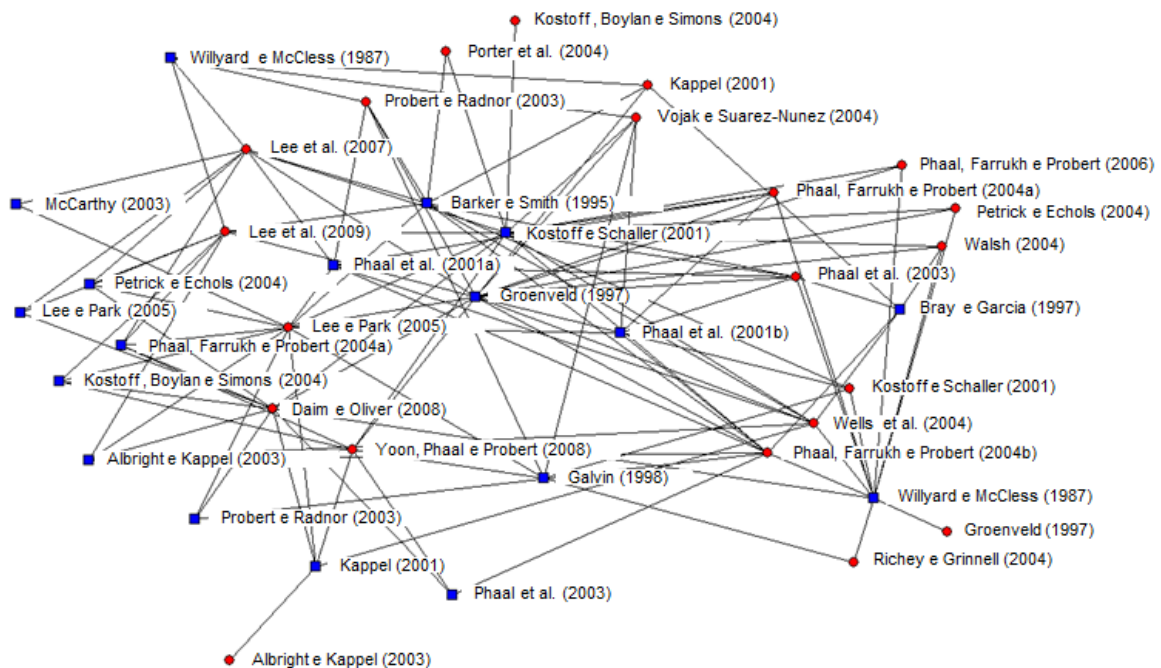 Kostoff, Boylan e Simons (2004)
Porter et al. (2004)
Willyard e McCless (1987)
Kappel (2001)
Probert e Radnor (2003)
Vojak e Suarez-Nunez (2004)
Lee et al. (2007)
Phaal, Farrukh e Probert (2006)
Phaal, Farrukh e Probert (2004a)
McCarthy (2003)
Barker e Smith (1995)
Petrick e Echols (2004)
Lee et al. (2009)
Kostoff e Schaller (2001)
Walsh (2004)
Phaal et al. (2001a)
Phaal et al. (2003)
Petrick e Echols (2004)
Groenveld (1997)
Bray e Garcia (1997)
Lee e Park (2005)
Lee e Park (2005)
Phaal et al. (2001b)
Phaal, Farrukh e Probert (2004a)
Kostoff, Boylan e Simons (2004)
Kostoff e Schaller (2001)
Daim e Oliver (2008)
Wells et al. (2004)
Yoon, Phaal e Probert (2008)
Phaal, Farrukh e Probert (2004b)
Albright e Kappel (2003)
Galvin (1998)
Willyard e McCless (1987)
Probert e Radnor (2003)
Groenveld (1997)
Richey e Grinnell (2004)
Kappel (2001)
Phaal et al. (2003)
Albright e Kappel (2003)